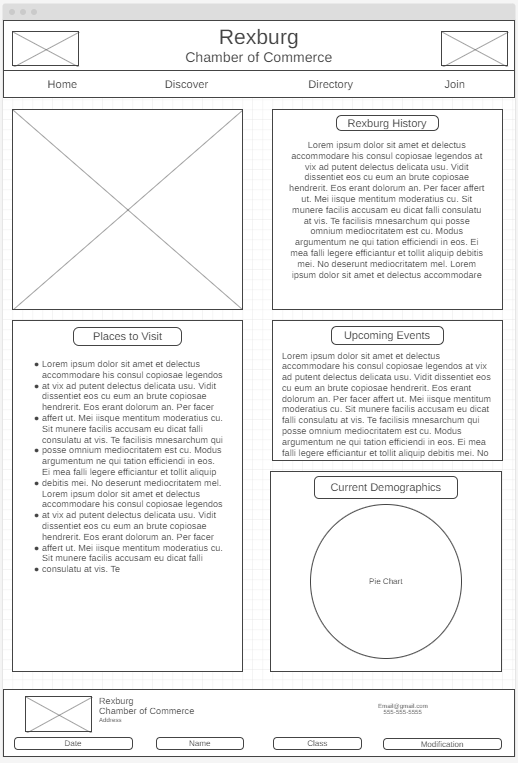 Rexburg
Chamber of Commerce
Home Discover Directory Join
Rexburg History
Lorem ipsum dolor sit amet et delectus
accommodare his consul copiosae legendos at
vix ad putent delectus delicata usu. Vidit
dissentiet eos cu eum an brute copiosae
hendrerit. Eos erant dolorum an. Per facer affert
ut. Mei iisque mentitum moderatius cu. Sit
munere facilis accusam eu dicat falli consulatu
at vis. Te facilisis mnesarchum qui posse
omnium mediocritatem est cu. Modus
argumentum ne qui tation efficiendi in eos. Ei
mea falli legere efficiantur et tollit aliquip debitis
mei. No deserunt mediocritatem mel. Lorem
ipsum dolor sit amet et delectus accommodare
Places to Visit
● Lorem ipsum dolor sit amet et delectus
accommodare his consul copiosae legendos
● at vix ad putent delectus delicata usu. Vidit
dissentiet eos cu eum an brute copiosae
hendrerit. Eos erant dolorum an. Per facer
● affert ut. Mei iisque mentitum moderatius cu.
Sit munere facilis accusam eu dicat falli
consulatu at vis. Te facilisis mnesarchum qui
● posse omnium mediocritatem est cu. Modus
argumentum ne qui tation efficiendi in eos.
Ei mea falli legere efficiantur et tollit aliquip
● debitis mei. No deserunt mediocritatem mel.
Lorem ipsum dolor sit amet et delectus
accommodare his consul copiosae legendos
● at vix ad putent delectus delicata usu. Vidit
dissentiet eos cu eum an brute copiosae
hendrerit. Eos erant dolorum an. Per facer
● affert ut. Mei iisque mentitum moderatius cu.
Sit munere facilis accusam eu dicat falli
● consulatu at vis. Te
Upcoming Events
Lorem ipsum dolor sit amet et delectus
accommodare his consul copiosae legendos at vix
ad putent delectus delicata usu. Vidit dissentiet eos
cu eum an brute copiosae hendrerit. Eos erant
dolorum an. Per facer affert ut. Mei iisque mentitum
moderatius cu. Sit munere facilis accusam eu dicat
falli consulatu at vis. Te facilisis mnesarchum qui
posse omnium mediocritatem est cu. Modus
argumentum ne qui tation efficiendi in eos. Ei mea
falli legere efficiantur et tollit aliquip debitis mei. No
Current Demographics
Pie Chart
Rexburg
Chamber of Commerce
Address
Email@gmail.com
555-555-5555
Date Name Class Modification